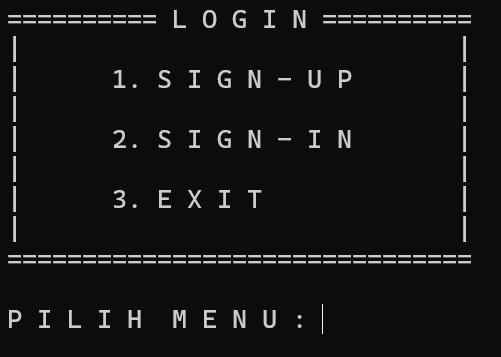 ========== L O G I N ==========
|                              |
|      1. S I G N - U P       |
|                              |
|      2. S I G N - I N       |
|                              |
|      3. E X I T             |
|                              |
===============================
P I L I H  M E N U :